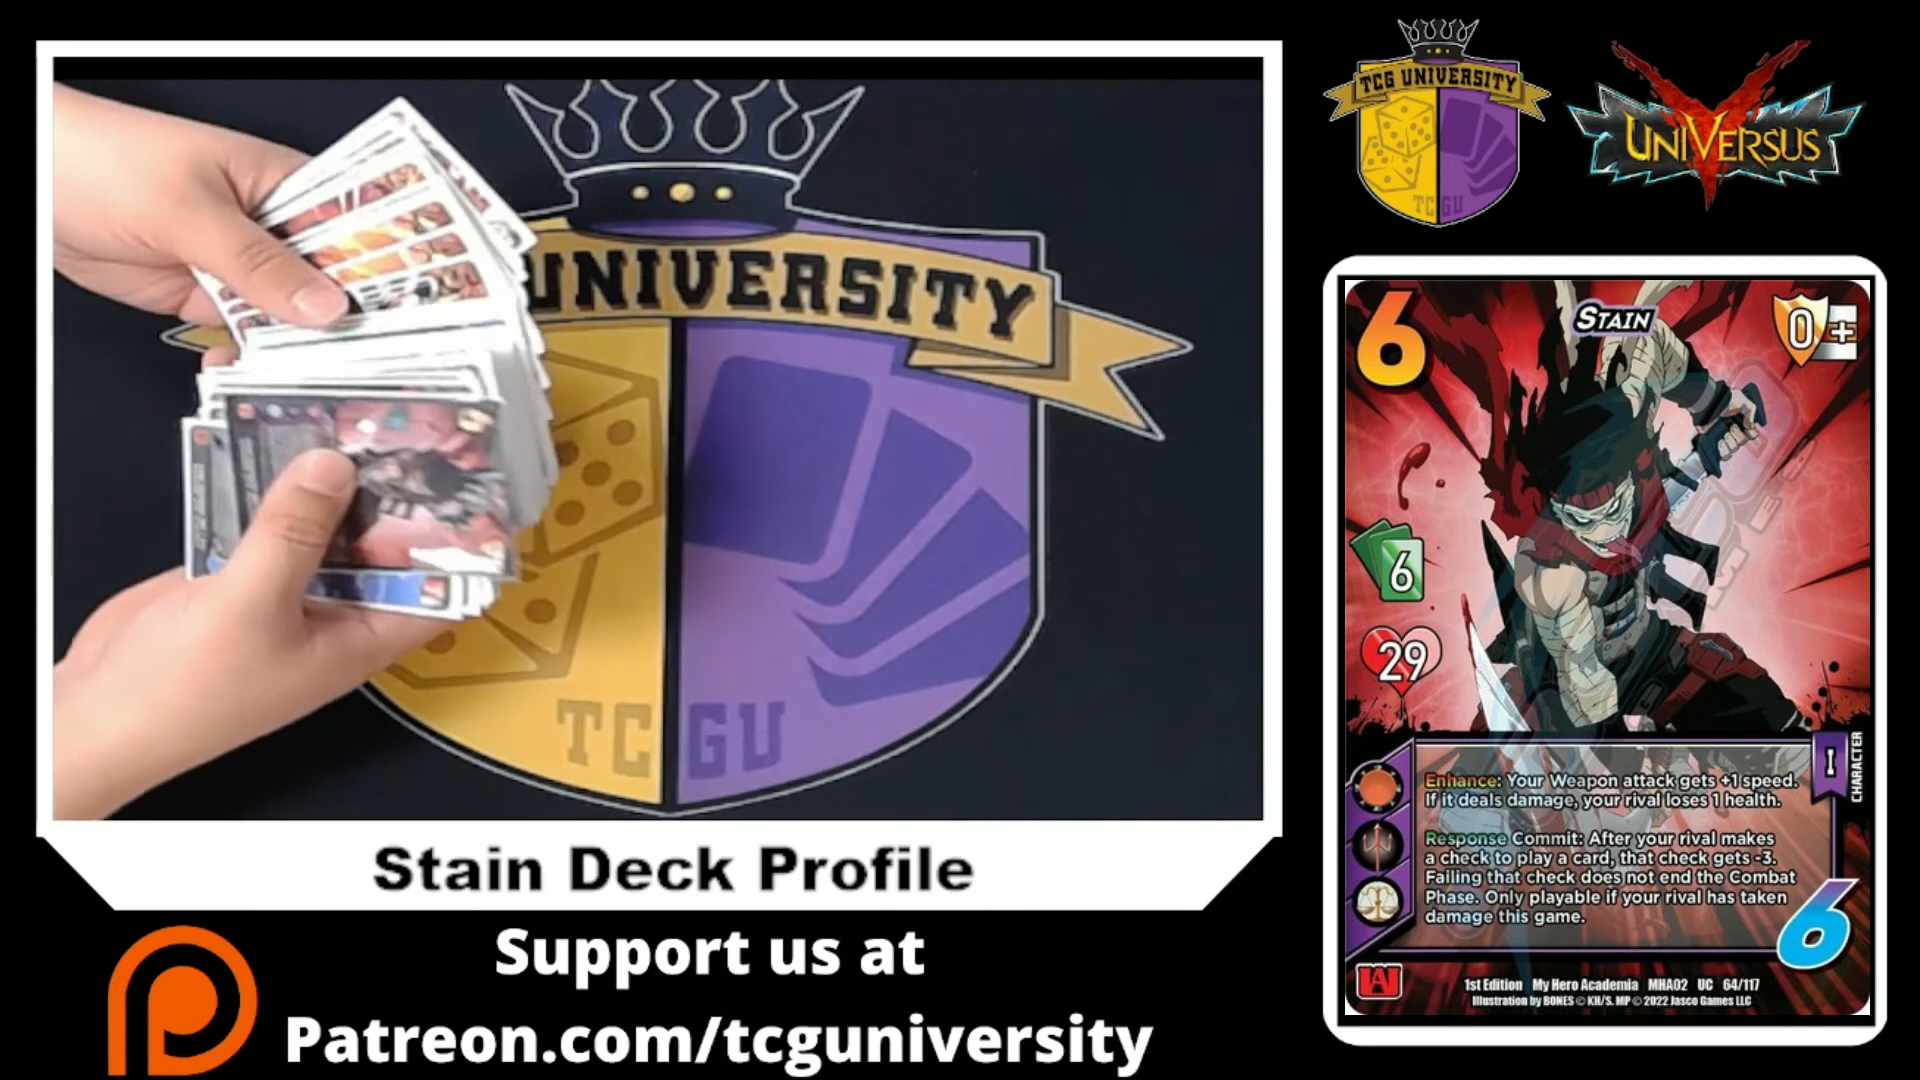 UNIVERSITY
TC GU
Stain Deck Profile
Support us at
Patreon.com/tcguniversity
TCG UNIVERSITY
TC GU
UNIVERSUS
6
STAIN
0 +
6
29
I
CHARACTER
Enhance: Your Weapon attack gets +1 speed.
If it deals damage, your rival loses 1 health.
Response Commit: After your rival makes
a check to play a card, that check gets -3.
Failing that check does not end the Combat
Phase. Only playable if your rival has taken
damage this game.
6
1st Edition My Hero Academia MHA02 UC 64/117
Illustration by BONES © KH/S. MP © 2022 Jasco Games LLC